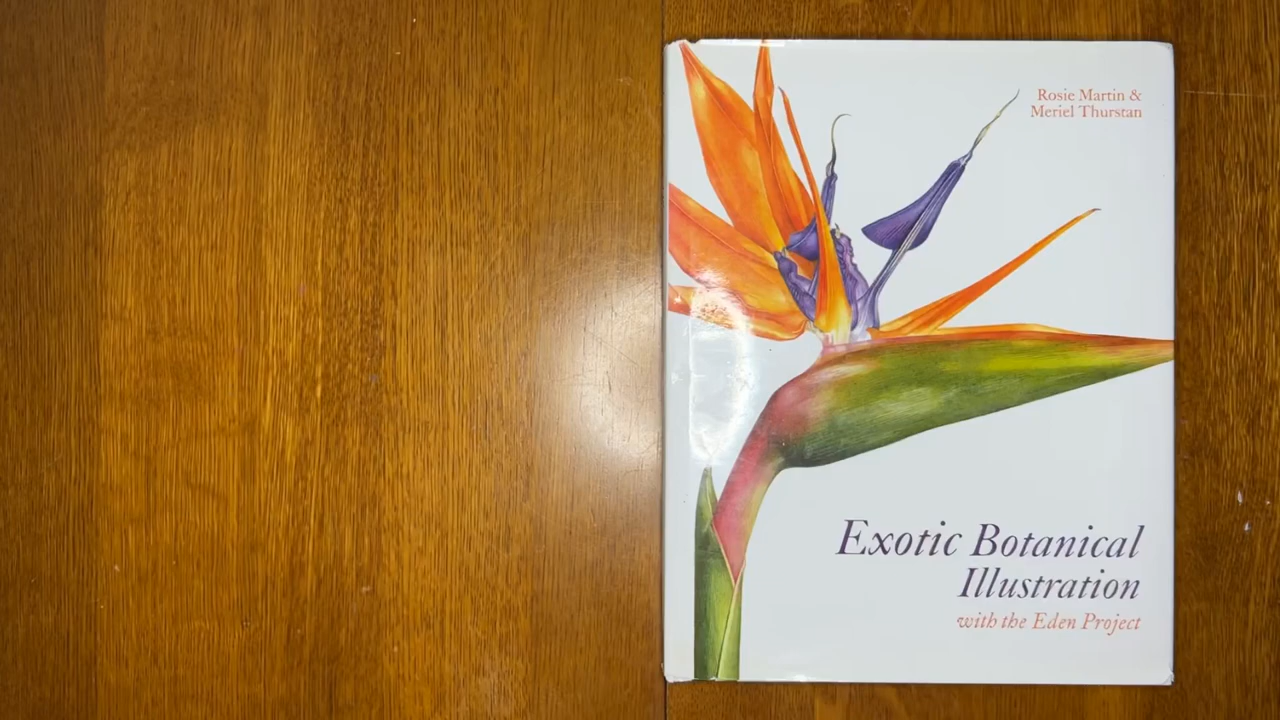 Rosie Martin &
Meriel Thurstan
Exotic Botanical
Illustration
with the Eden Project